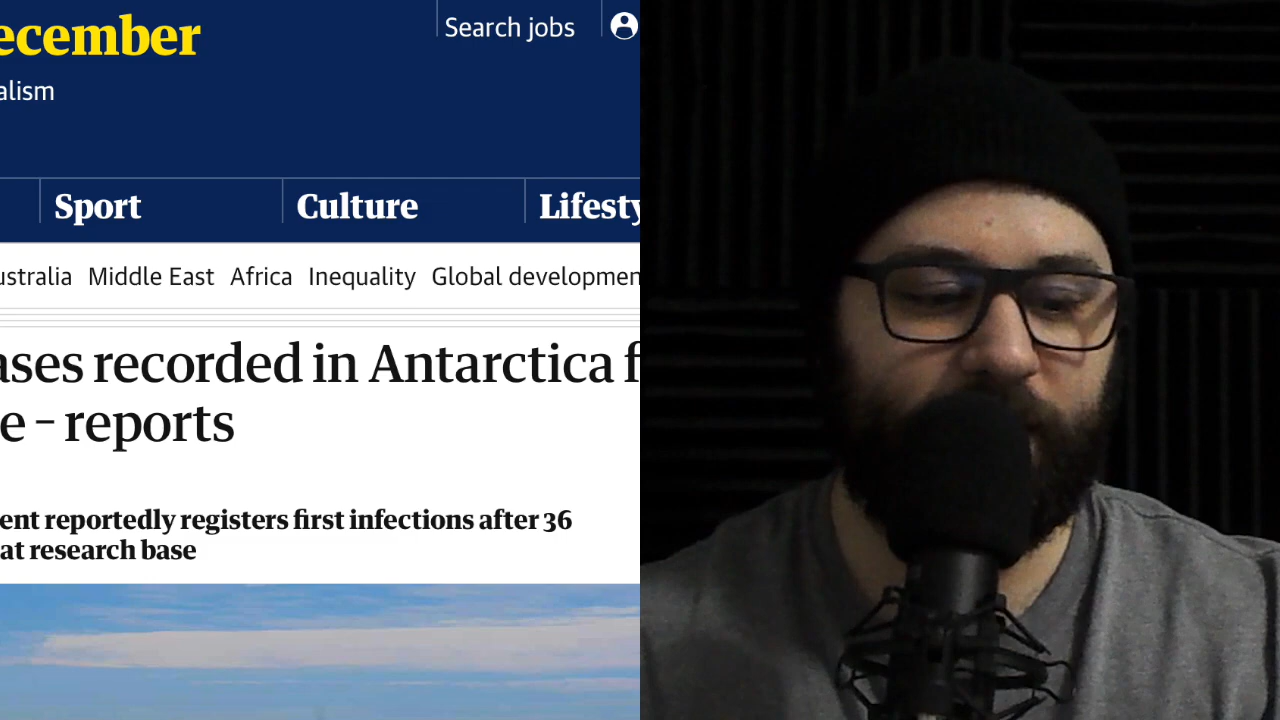 ecember
Search jobs
alism
Sport Culture Lifesty
ustralia Middle East Africa Inequality Global developmen
ases recorded in Antarctica f
e – reports
ent reportedly registers first infections after 36
at research base